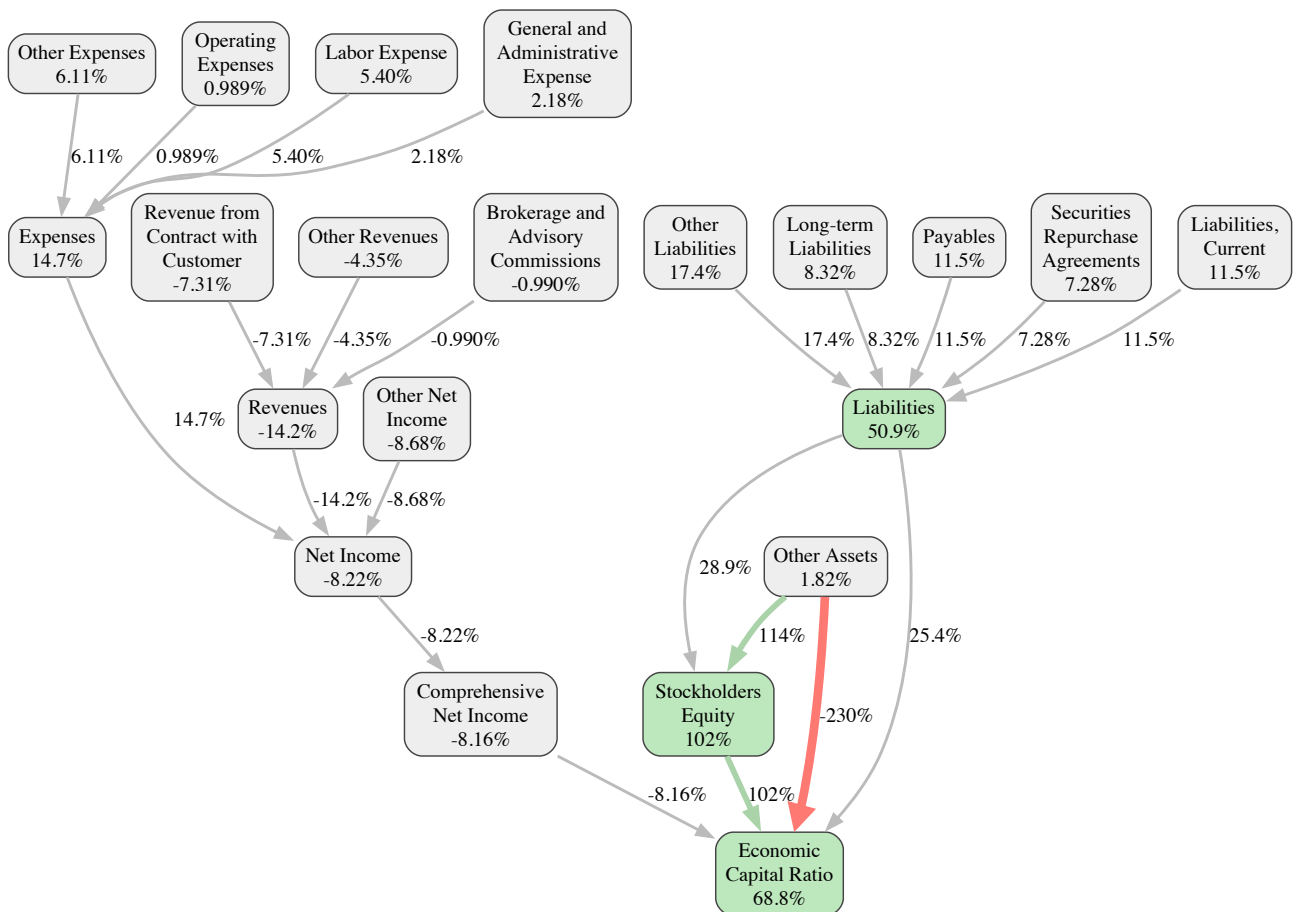 Other Expenses
6.11%
Operating
Expenses
0.989%
Labor Expense
5.40%
General and
Administrative
Expense
2.18%
6.11%
0.989%
5.40%
2.18%
Expenses
14.7%
Revenue from
Contract with
Customer
-7.31%
Other Revenues
-4.35%
Brokerage and
Advisory
Commissions
-0.990%
Other
Liabilities
17.4%
Long-term
Liabilities
8.32%
Payables
11.5%
Securities
Repurchase
Agreements
7.28%
Liabilities,
Current
11.5%
-7.31%
-4.35%
-0.990%
17.4%
8.32%
11.5%
7.28%
11.5%
14.7%
Revenues
-14.2%
Other Net
Income
-8.68%
Liabilities
50.9%
-14.2%
-8.68%
Net Income
-8.22%
28.9%
Other Assets
1.82%
-8.22%
114%
25.4%
Comprehensive
Net Income
-8.16%
Stockholders
Equity
102%
-230%
-8.16%
102%
Economic
Capital Ratio
68.8%